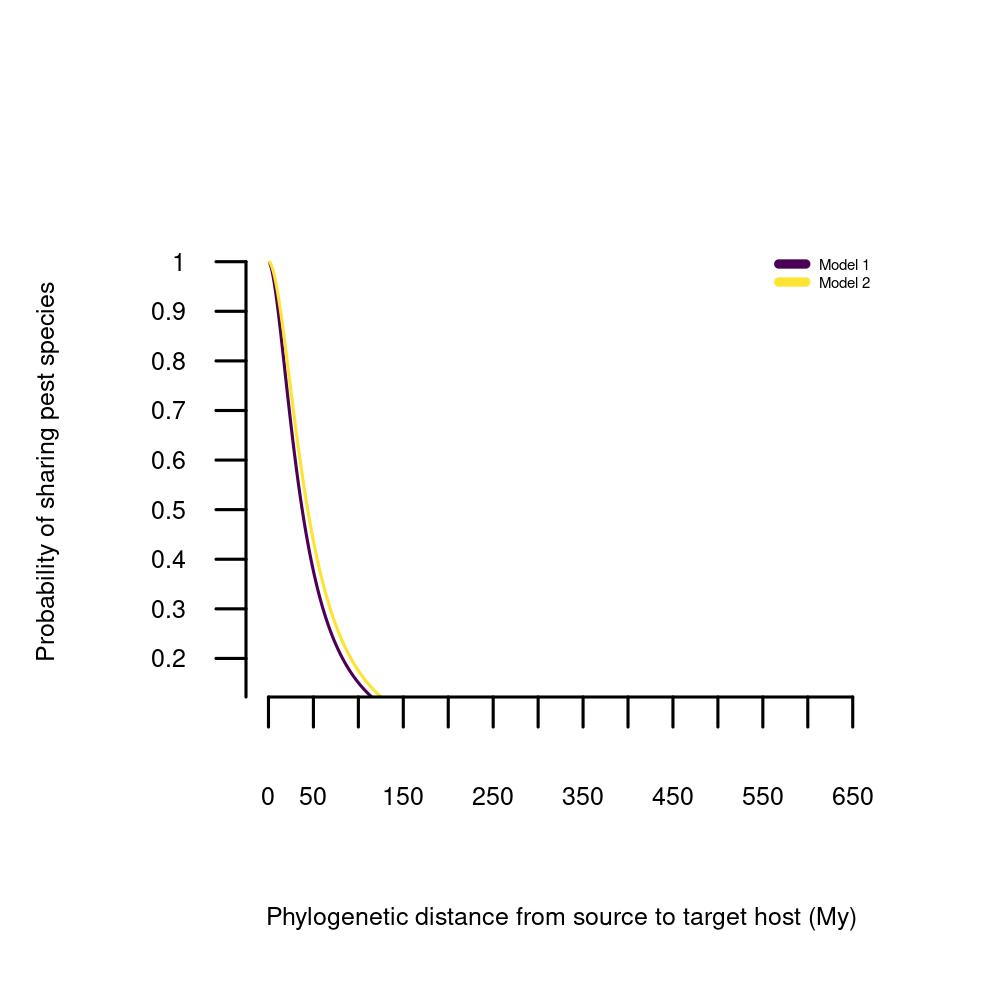 Probability of sharing pest species
1
0.9
0.8
0.7
0.6
0.5
0.4
0.3
0.2
Model 1
Model 2
0 50 150 250 350 450 550 650
Phylogenetic distance from source to target host (My)